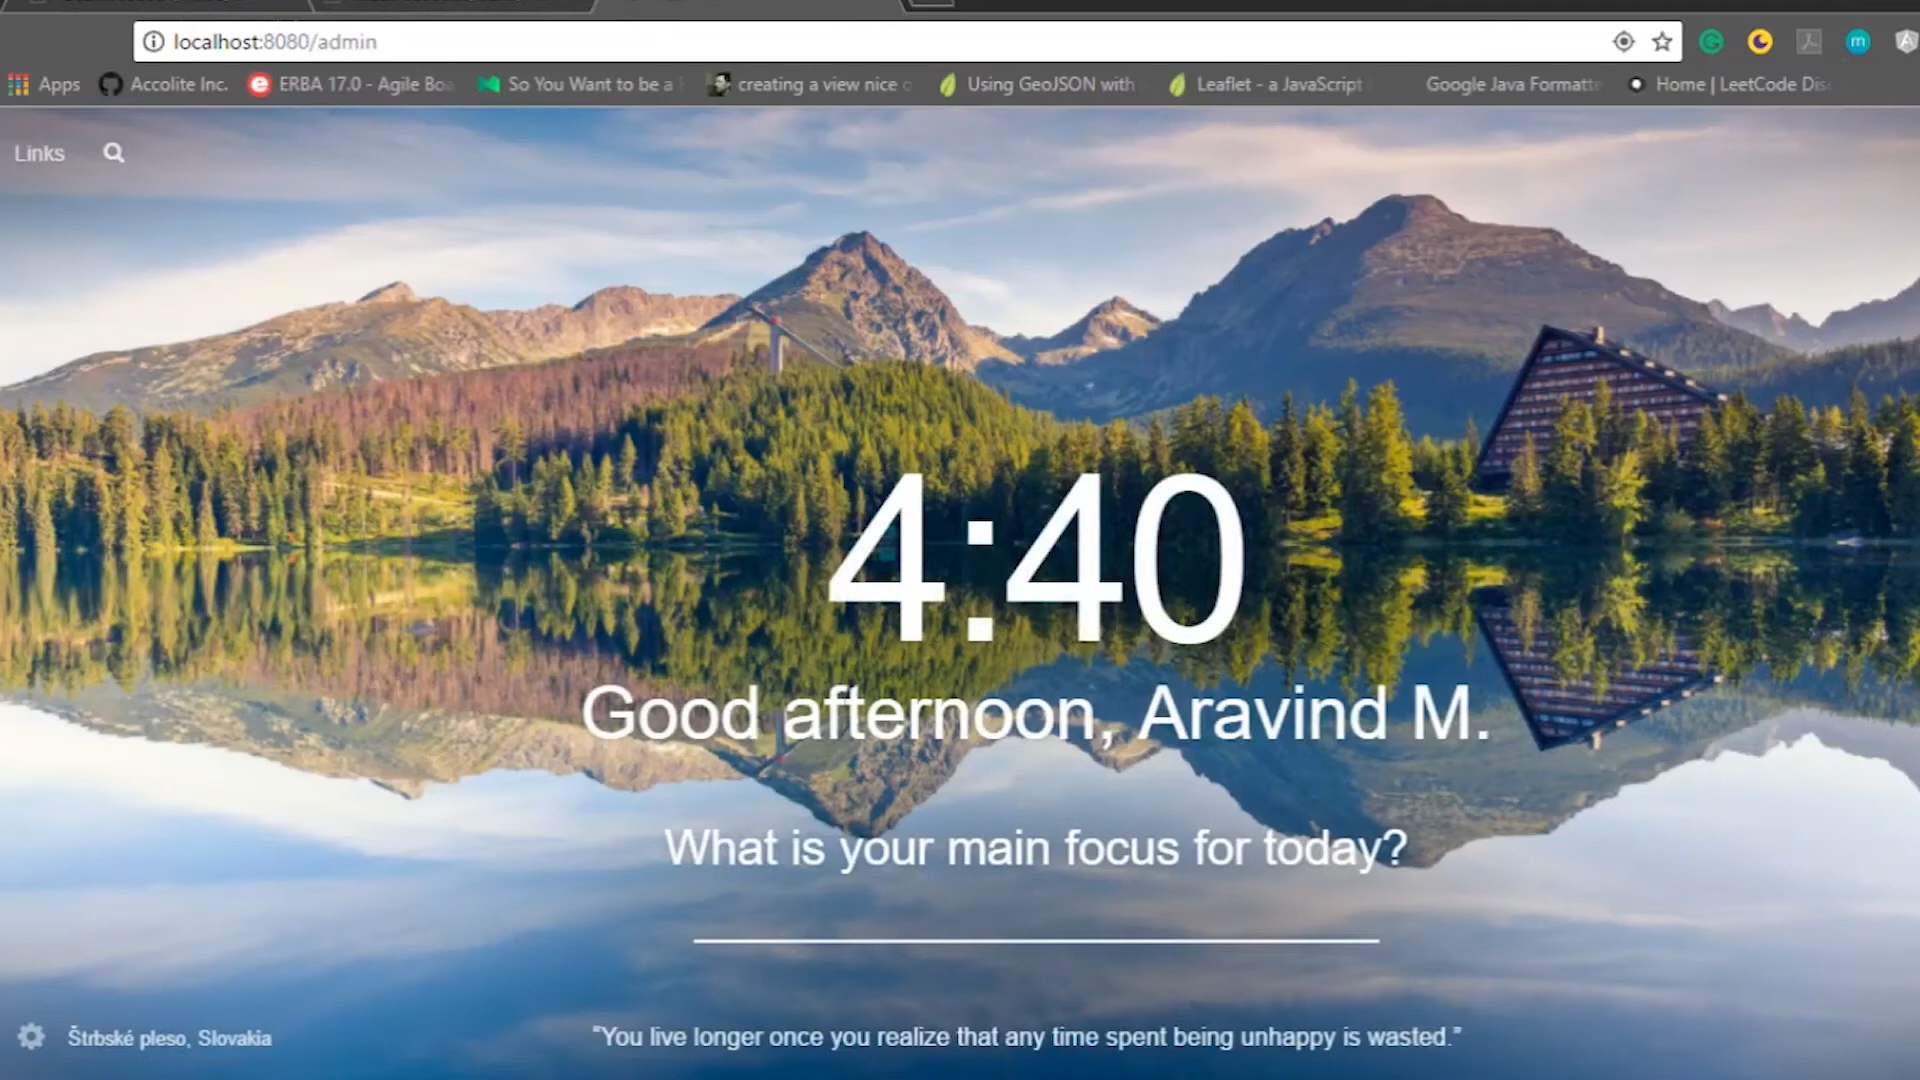 localhost:8080/admin
Apps Accolite Inc. ERBA 17.0 - Agile Boa So You Want to be a creating a view nice Using GeoJSON with Leaflet - a JavaScript Google Java Formatte Home | LeetCode Dis
m
Links
4:40
Good afternoon, Aravind M.
What is your main focus for today?
Štrbské pleso, Slovakia
"You live longer once you realize that any time spent being unhappy is wasted."